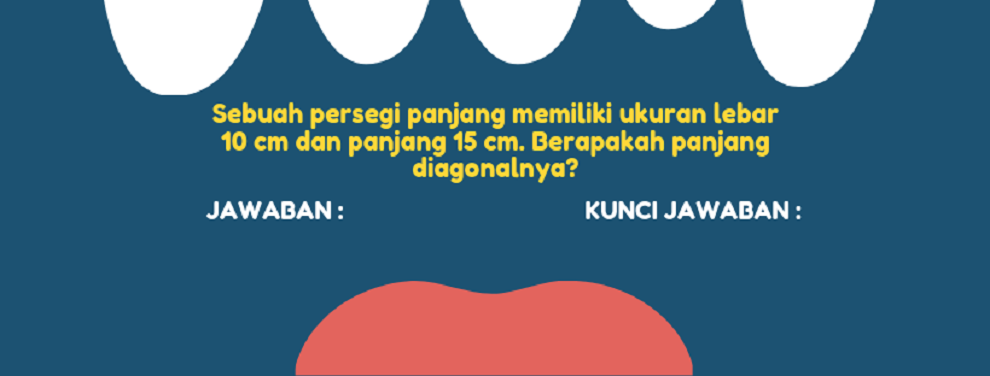 Sebuah persegi panjang memiliki ukuran lebar
10 cm dan panjang 15 cm. Berapakah panjang
diagonalnya?
JAWABAN :
KUNCI JAWABAN :